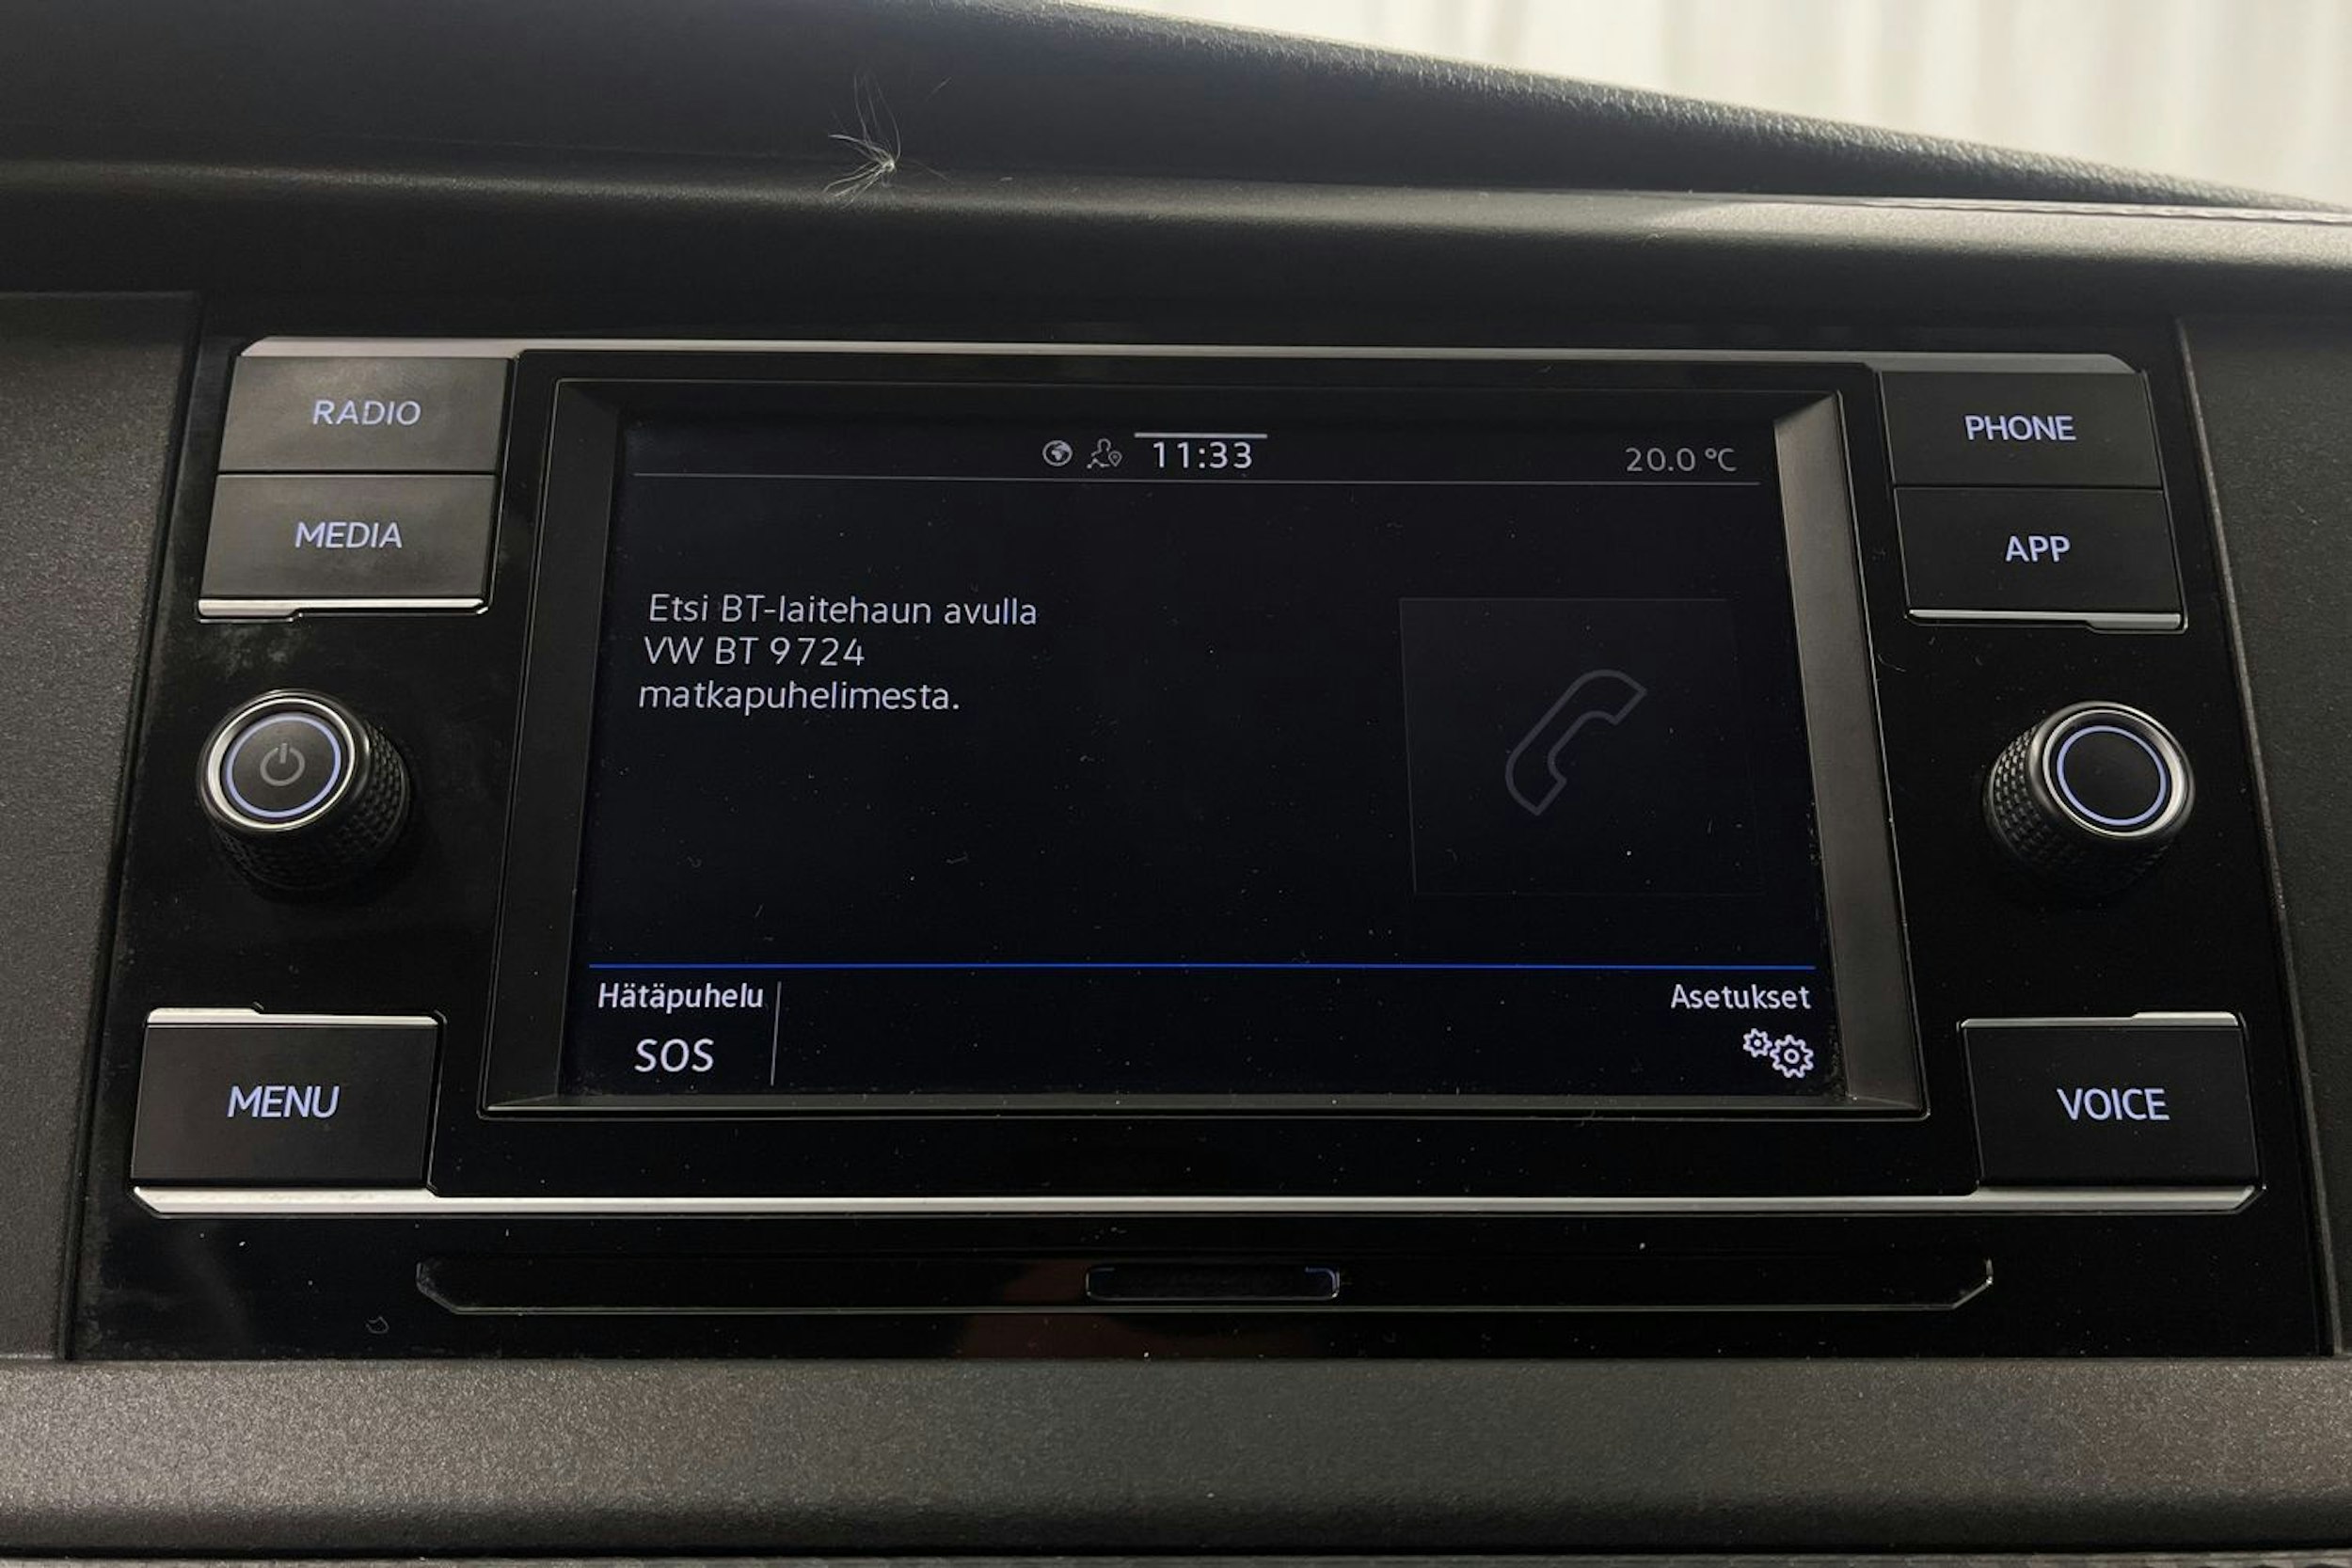 RADIO
MEDIA
MENU
11:33
20.0 °C
Etsi BT-laitehaun avulla
VW BT 9724
matkapuhelimesta.
Hätäpuhelu
SOS
Asetukset
PHONE
APP
VOICE